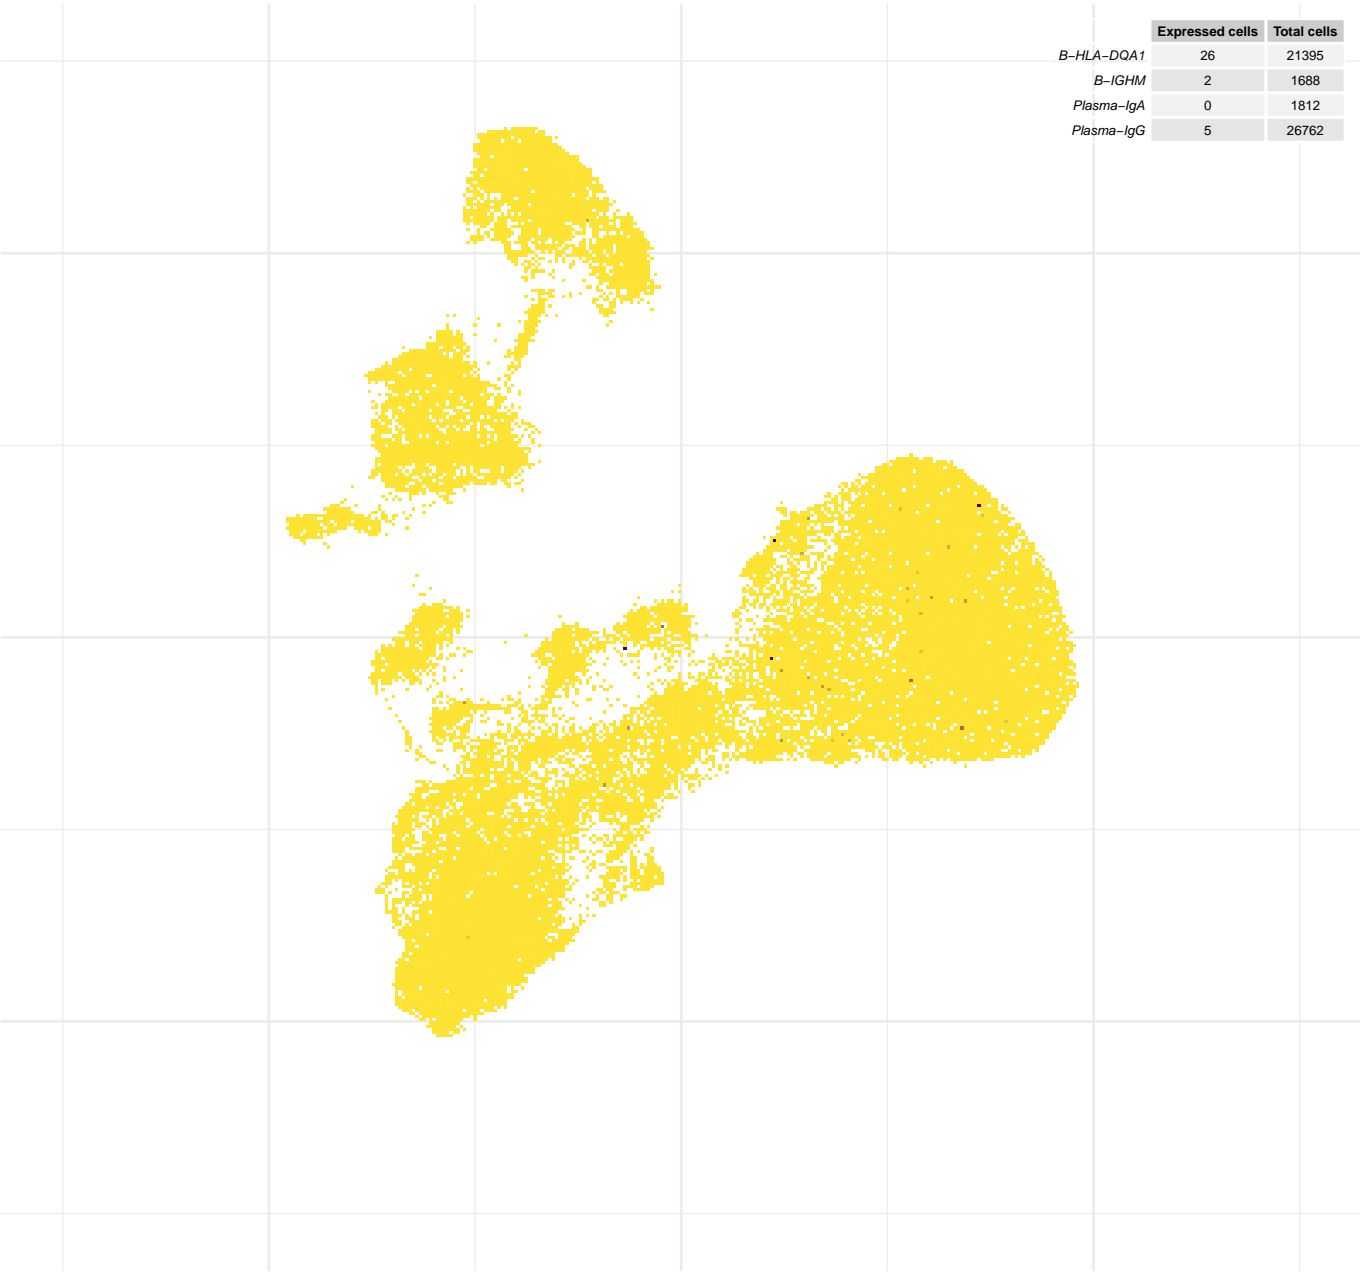 Expressed cells Total cells
B−HLA−DQA1 26 21395
B−IGHM 2 1688
Plasma−IgA 0 1812
Plasma−IgG 5 26762